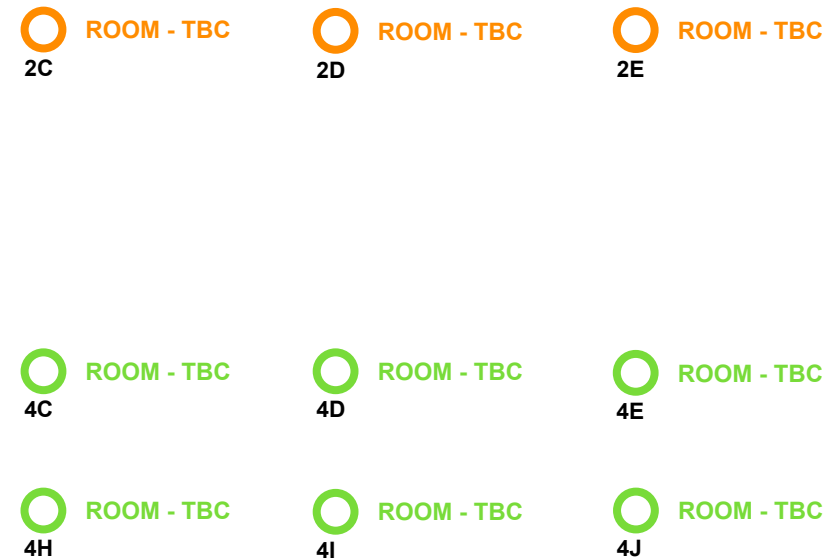 ROOM - TBC
2C
ROOM - TBC
2D
ROOM - TBC
2E
ROOM - TBC
4C
ROOM - TBC
4D
ROOM - TBC
4E
ROOM - TBC
4H
ROOM - TBC
4I
ROOM - TBC
4J